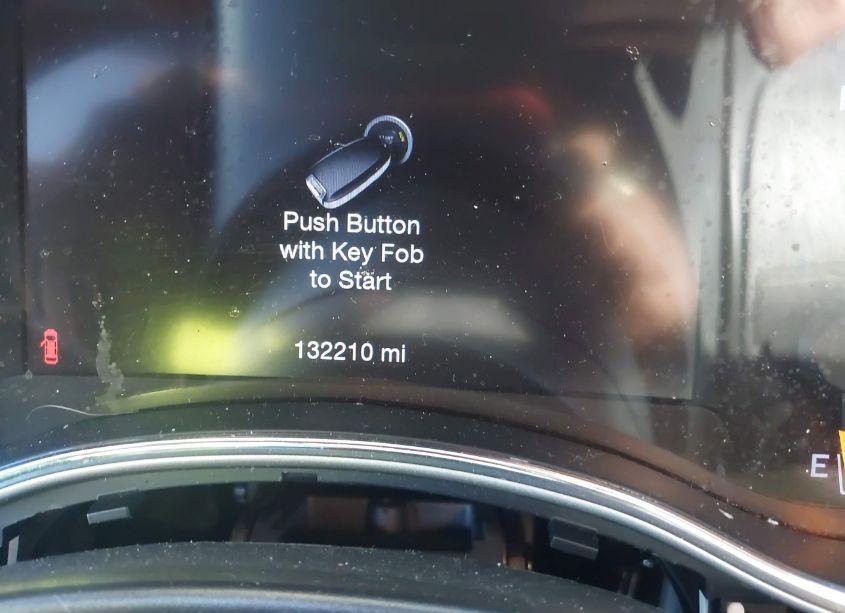 Push Button
with Key Fob
to Start
132210 mi
E